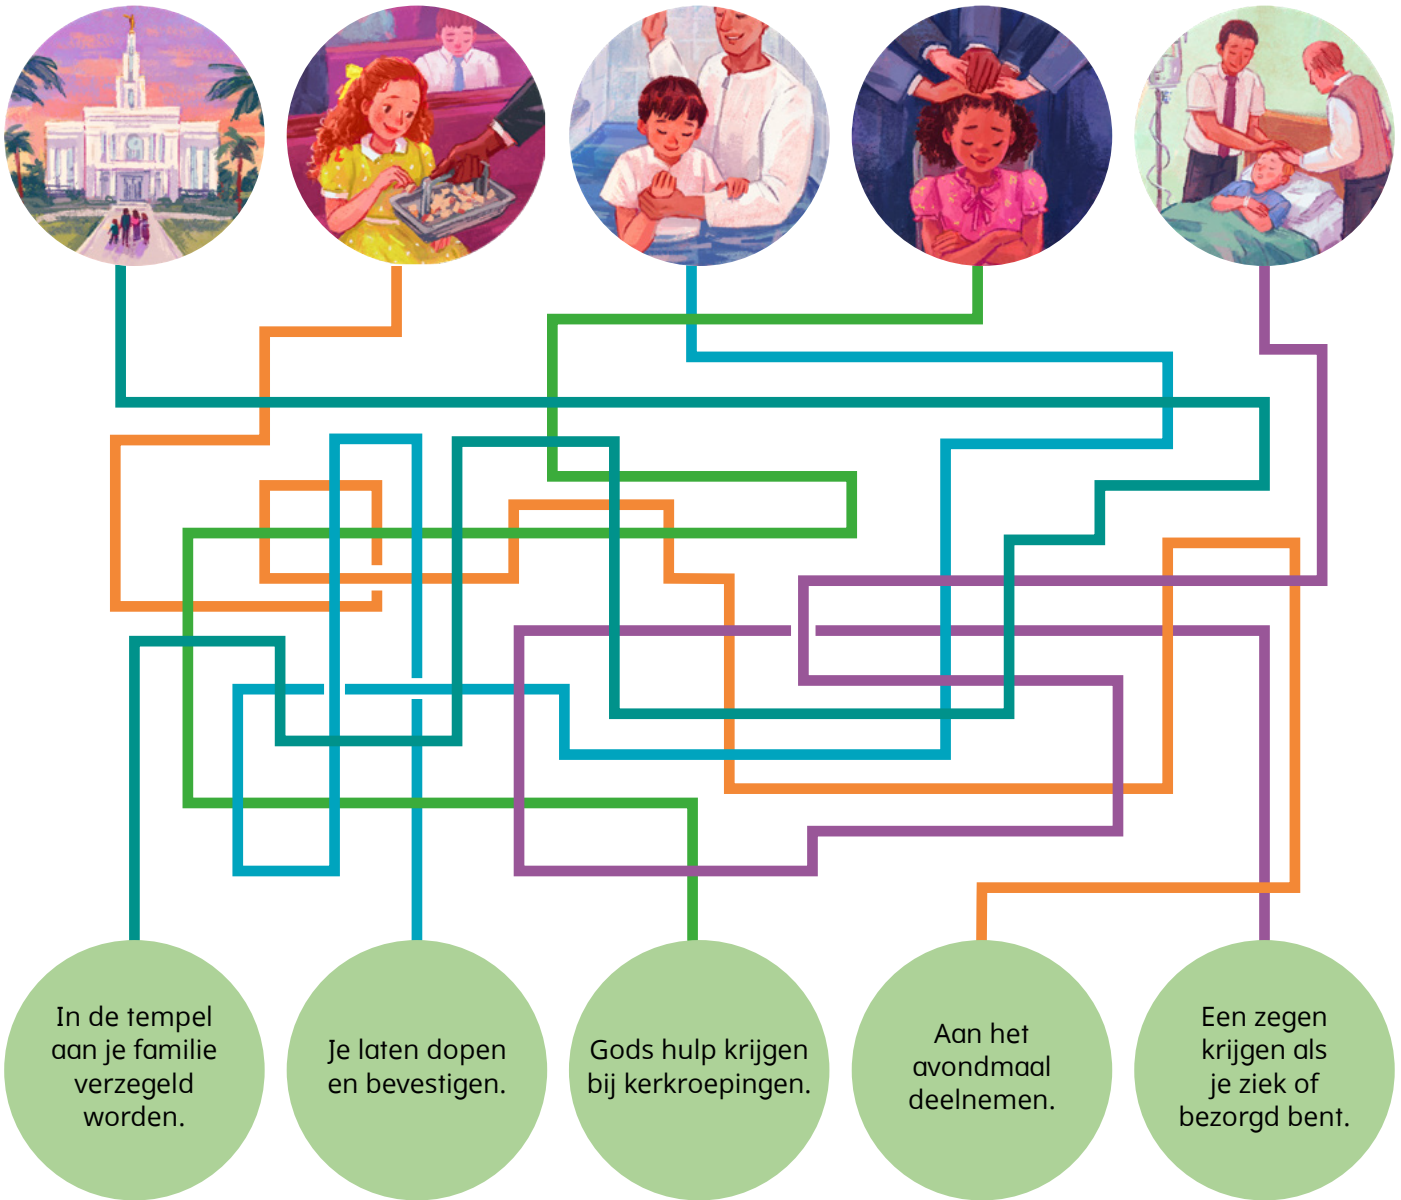 In de tempel
aan je familie
verzegeld
worden.
Je laten dopen
en bevestigen.
Gods hulp krijgen
bij kerkroepingen.
Aan het
avondmaal
deelnemen.
Een zegen
krijgen als
je ziek of
bezorgd bent.